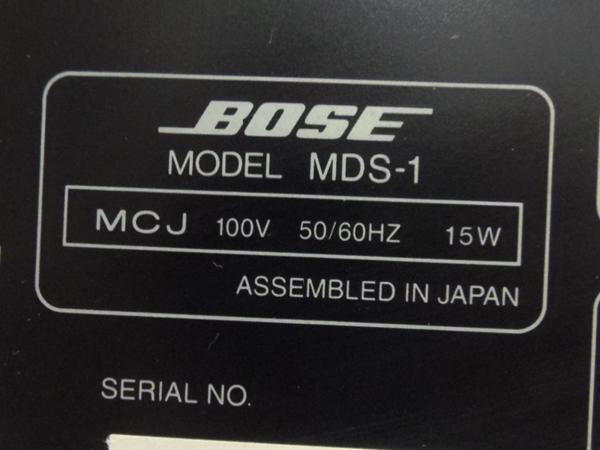 BOSE
MODEL MDS-1
MCJ 100V 50/60HZ 15W
ASSEMBLED IN JAPAN
SERIAL NO.